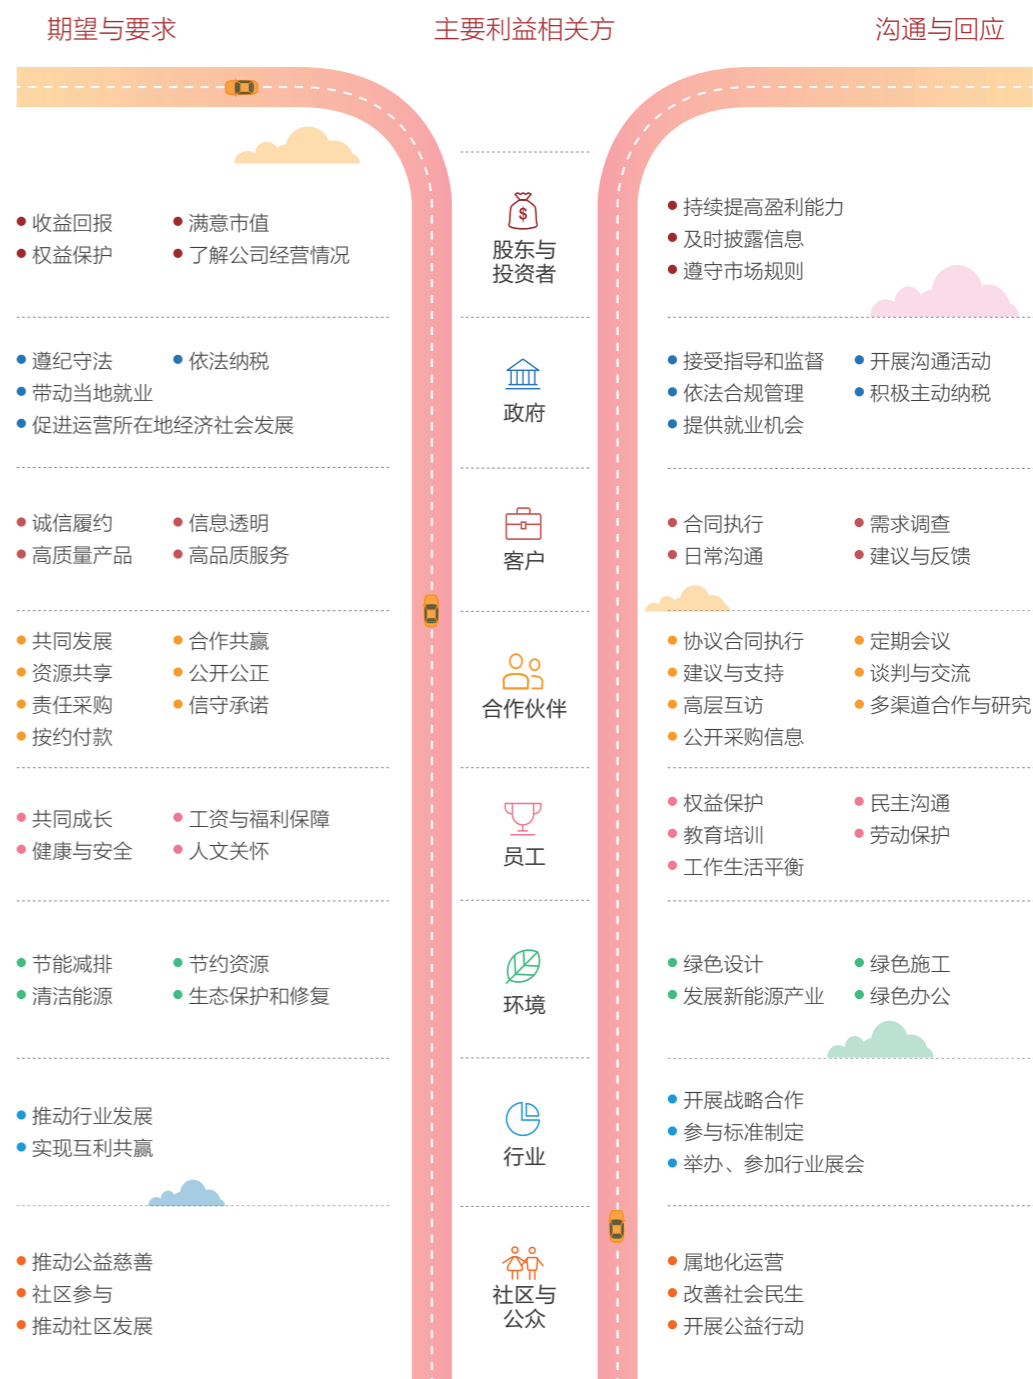 期望与要求
主要利益相关方
沟通与回应
收益回报
满意市值
权益保护
了解公司经营情况
$
股东与
投资者
持续提高盈利能力
及时披露信息
遵守市场规则
遵纪守法
依法纳税
带动当地就业
促进运营所在地经济社会发展
政府
接受指导和监督
开展沟通活动
依法合规管理
积极主动纳税
提供就业机会
诚信履约
信息透明
高质量产品
高品质服务
客户
合同执行
需求调查
日常沟通
建议与反馈
共同发展
合作共赢
资源共享
公开公正
责任采购
信守承诺
按约付款
合作伙伴
协议合同执行
定期会议
建议与支持
谈判与交流
高层互访
多渠道合作与研究
公开采购信息
共同成长
工资与福利保障
健康与安全
人文关怀
员工
权益保护
民主沟通
教育培训
劳动保护
工作生活平衡
节能减排
节约资源
清洁能源
生态保护和修复
环境
绿色设计
绿色施工
发展新能源产业
绿色办公
推动行业发展
实现互利共赢
行业
开展战略合作
参与标准制定
举办、参加行业展会
推动公益慈善
社区参与
推动社区发展
社区与
公众
属地化运营
改善社会民生
开展公益行动